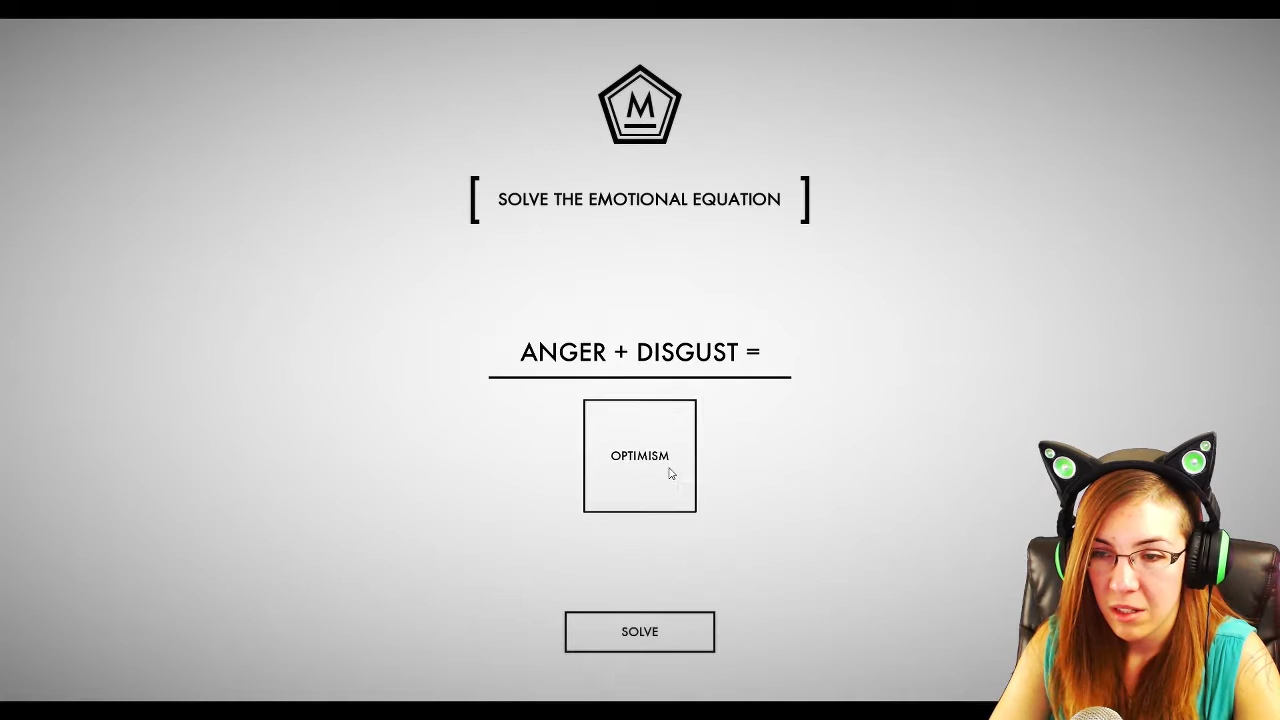 M
SOLVE THE EMOTIONAL EQUATION
ANGER + DISGUST =
OPTIMISM
SOLVE